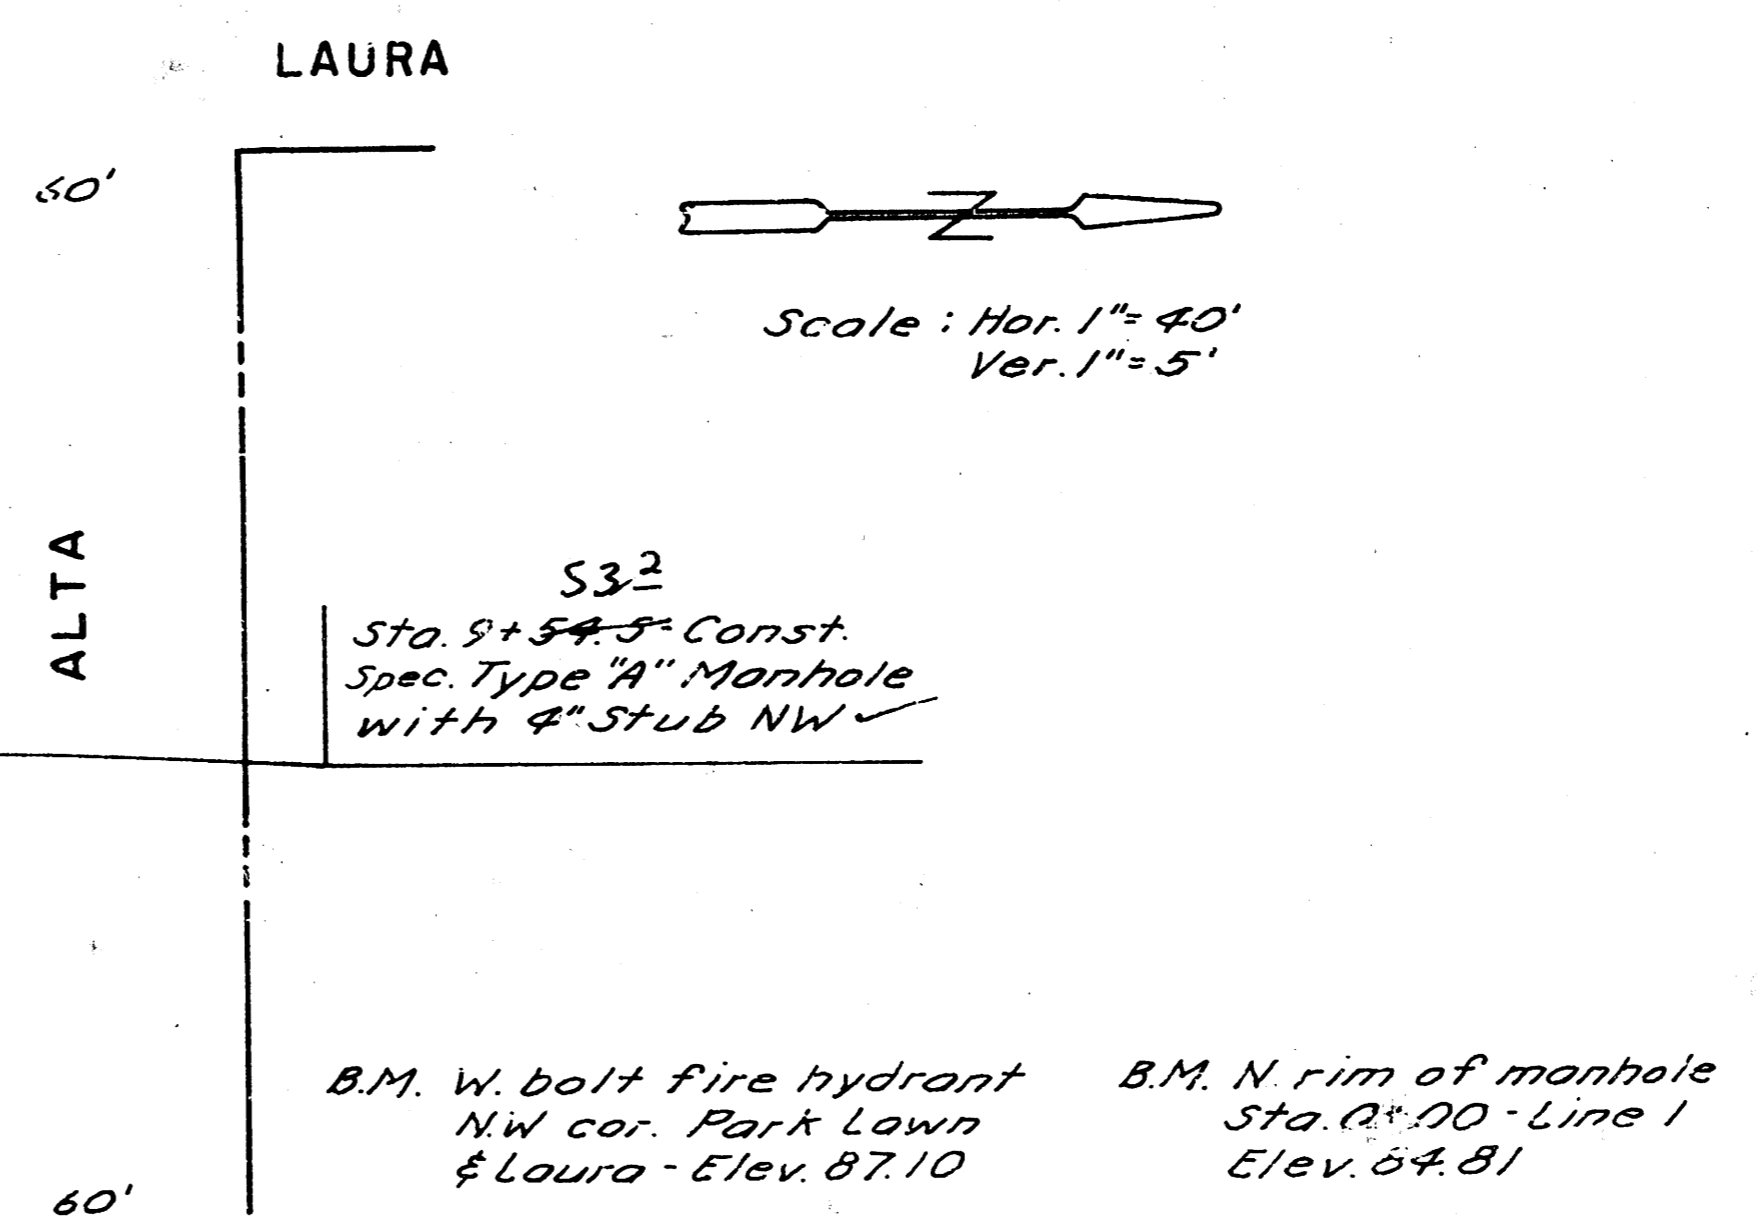 LAURA
60'
N
Scale : Hor. 1"= 40'
Ver. 1"= 5'
ALTA
53.2
Sta. 9+54.5- Const.
Spec. Type "A" Manhole
with 4" Stub NW
B.M. W. bolt fire hydrant
N.W cor. Park Lawn
& Laura - Elev. 87.10
B.M. N. rim of manhole
Sta. 0+00 - Line 1
Elev. 84.81
60'